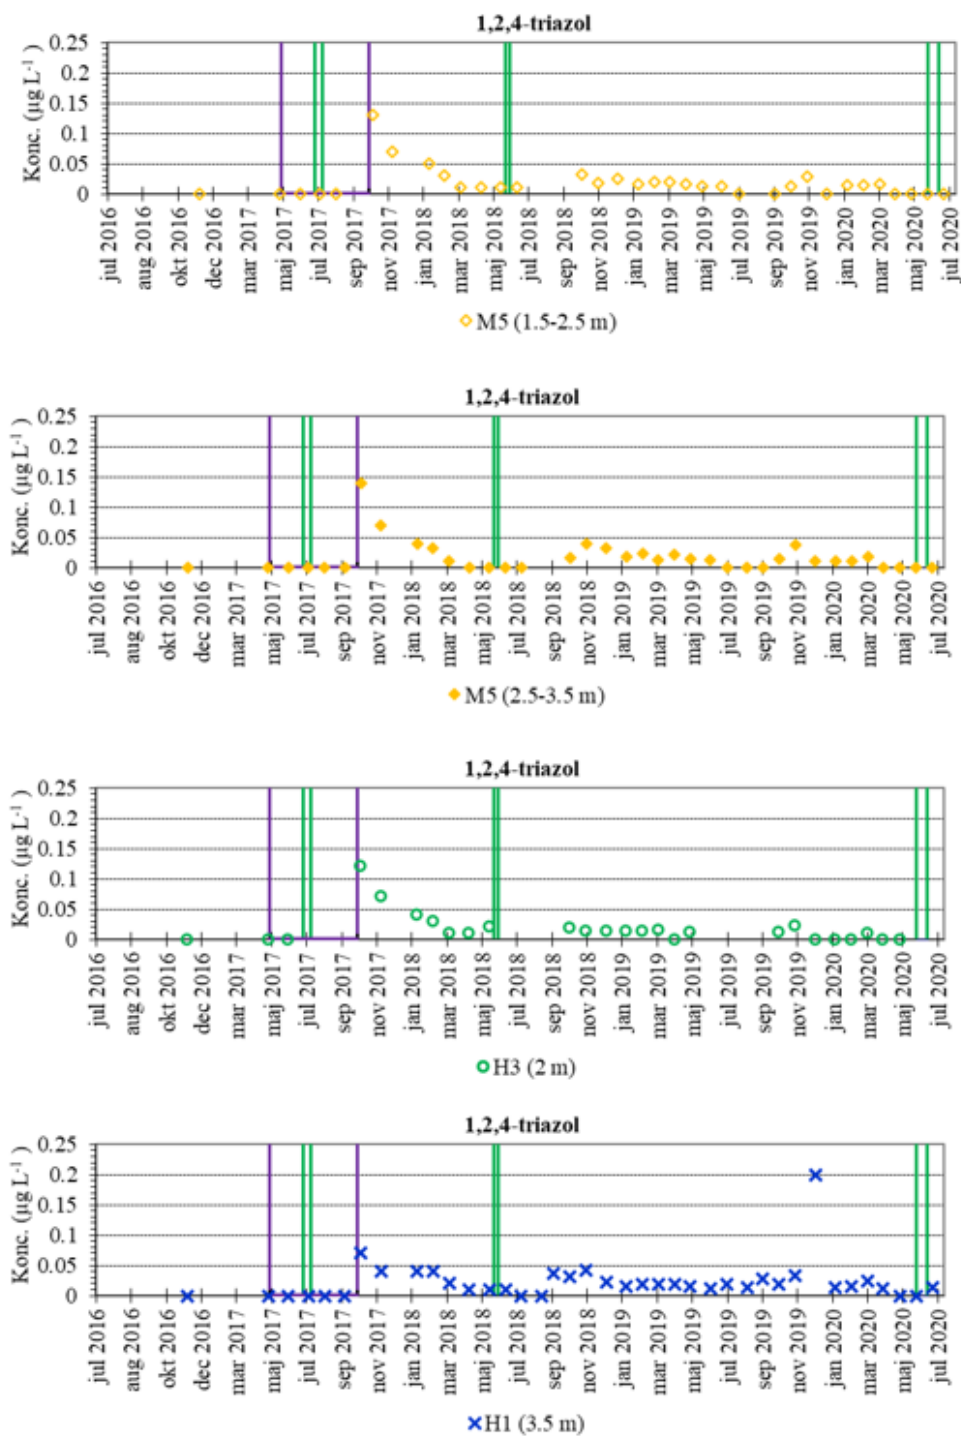 1,2,4-triazol
Konc. (µg L⁻¹)
0.25
0.2
0.15
0.1
0.05
0
jul 2016
aug 2016
okt 2016
dec 2016
mar 2017
maj 2017
jul 2017
sep 2017
nov 2017
jan 2018
mar 2018
maj 2018
jul 2018
sep 2018
nov 2018
jan 2019
mar 2019
maj 2019
jul 2019
sep 2019
nov 2019
jan 2020
mar 2020
maj 2020
jul 2020
M5 (1.5-2.5 m)
1,2,4-triazol
Konc. (µg L⁻¹)
0.25
0.2
0.15
0.1
0.05
0
jul 2016
aug 2016
okt 2016
dec 2016
mar 2017
maj 2017
jul 2017
sep 2017
nov 2017
jan 2018
mar 2018
maj 2018
jul 2018
sep 2018
nov 2018
jan 2019
mar 2019
maj 2019
jul 2019
sep 2019
nov 2019
jan 2020
mar 2020
maj 2020
jul 2020
M5 (2.5-3.5 m)
1,2,4-triazol
Konc. (µg L⁻¹)
0.25
0.2
0.15
0.1
0.05
0
jul 2016
aug 2016
okt 2016
dec 2016
mar 2017
maj 2017
jul 2017
sep 2017
nov 2017
jan 2018
mar 2018
maj 2018
jul 2018
sep 2018
nov 2018
jan 2019
mar 2019
maj 2019
jul 2019
sep 2019
nov 2019
jan 2020
mar 2020
maj 2020
jul 2020
H3 (2 m)
1,2,4-triazol
Konc. (µg L⁻¹)
0.25
0.2
0.15
0.1
0.05
0
jul 2016
aug 2016
okt 2016
dec 2016
mar 2017
maj 2017
jul 2017
sep 2017
nov 2017
jan 2018
mar 2018
maj 2018
jul 2018
sep 2018
nov 2018
jan 2019
mar 2019
maj 2019
jul 2019
sep 2019
nov 2019
jan 2020
mar 2020
maj 2020
jul 2020
H1 (3.5 m)